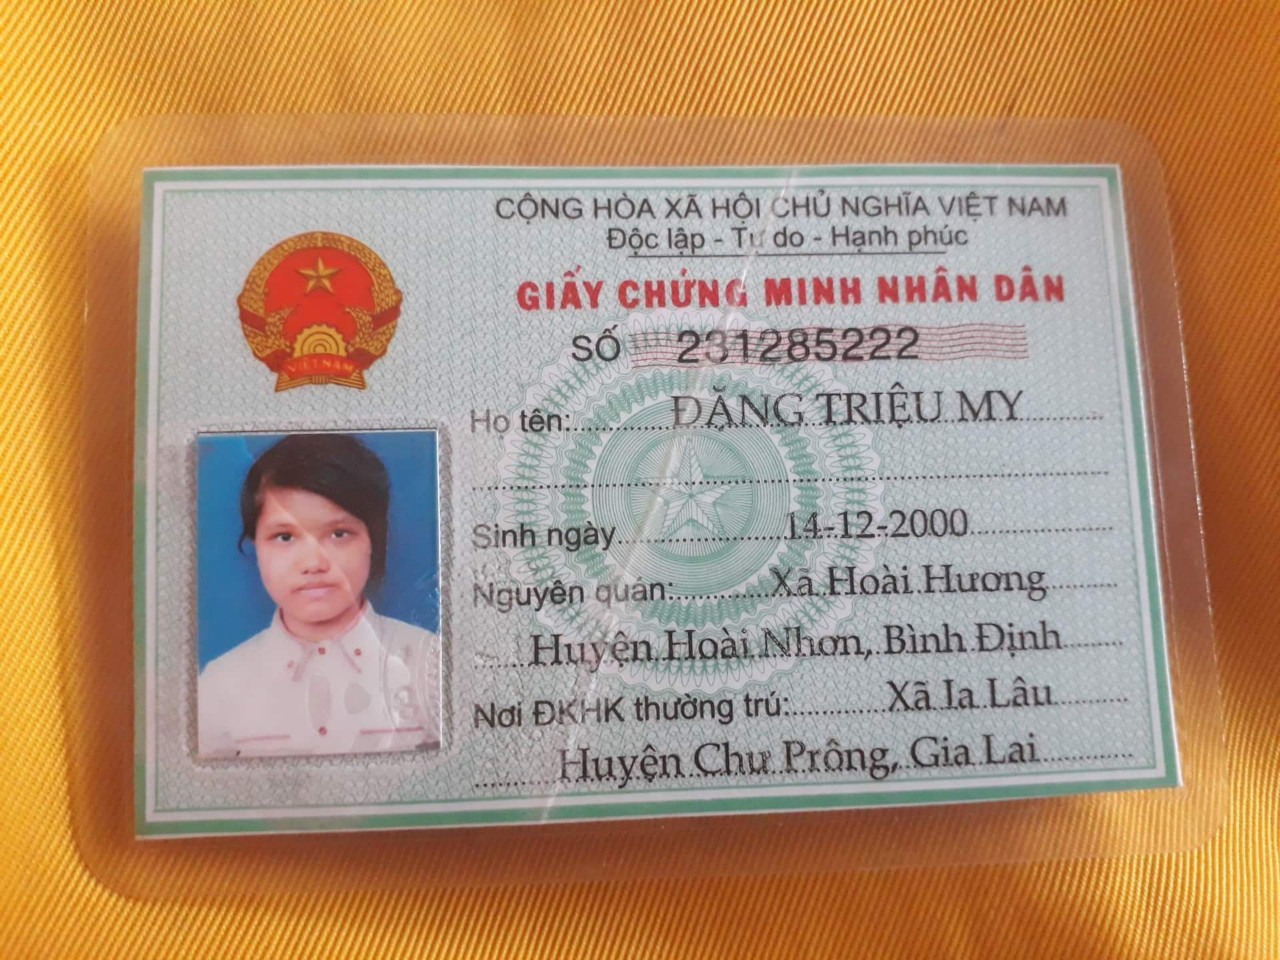 CỘNG HÒA XÃ HỘI CHỦ NGHĨA VIỆT NAM
Độc lập - Tự do - Hạnh phúc
GIẤY CHỨNG MINH NHÂN DÂN
SỐ 231285222
VIỆT NAM
Họ tên: ĐẶNG TRIỆU MY
Sinh ngày 14-12-2000
Nguyên quán: Xã Hoài Hương
Huyện Hoài Nhơn, Bình Định
Nơi ĐKHK thường trú: Xã Ia Lâu
Huyện Chư Prông, Gia Lai